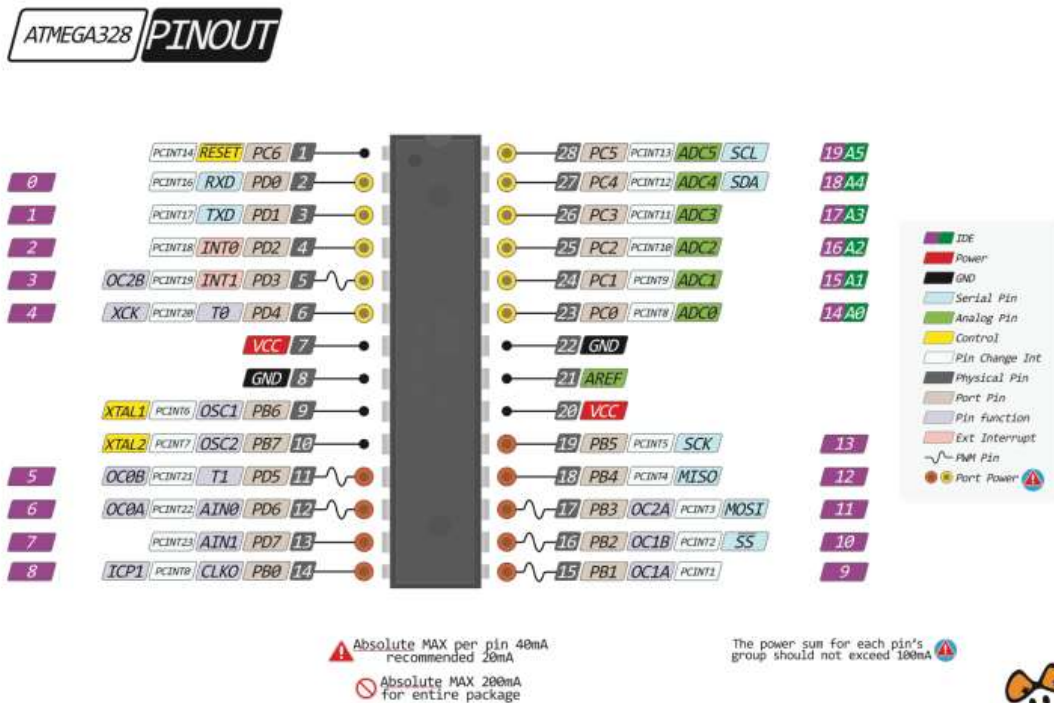 ATMEGA328 PINOUT
PCINT14 RESET PC6 1
28 PC5 PCINT13 ADC5 SCL 19 A5
0 PCINT16 RXD PD0 2
27 PC4 PCINT12 ADC4 SDA 18 A4
1 PCINT17 TXD PD1 3
26 PC3 PCINT11 ADC3 17 A3
2 PCINT18 INT0 PD2 4
25 PC2 PCINT10 ADC2 16 A2
3 OC2B PCINT19 INT1 PD3 5
24 PC1 PCINT9 ADC1 15 A1
4 XCK PCINT20 T0 PD4 6
23 PC0 PCINT8 ADC0 14 A0
VCC 7
22 GND
GND 8
21 AREF
XTAL1 PCINT6 OSC1 PB6 9
20 VCC
XTAL2 PCINT7 OSC2 PB7 10
19 PB5 PCINT5 SCK 13
5 OC0B PCINT21 T1 PD5 11
18 PB4 PCINT4 MISO 12
6 OC0A PCINT22 AIN0 PD6 12
17 PB3 OC2A PCINT3 MOSI 11
7 PCINT23 AIN1 PD7 13
16 PB2 OC1B PCINT2 SS 10
8 ICP1 PCINT0 CLKO PB0 14
15 PB1 OC1A PCINT1 9
IDE
Power
GND
Serial Pin
Analog Pin
Control
Pin Change Int
Physical Pin
Port Pin
Pin function
Ext Interrupt
PWM Pin
Port Power
Absolute MAX per pin 40mA
recommended 20mA
Absolute MAX 200mA
for entire package
The power sum for each pin's
group should not exceed 100mA